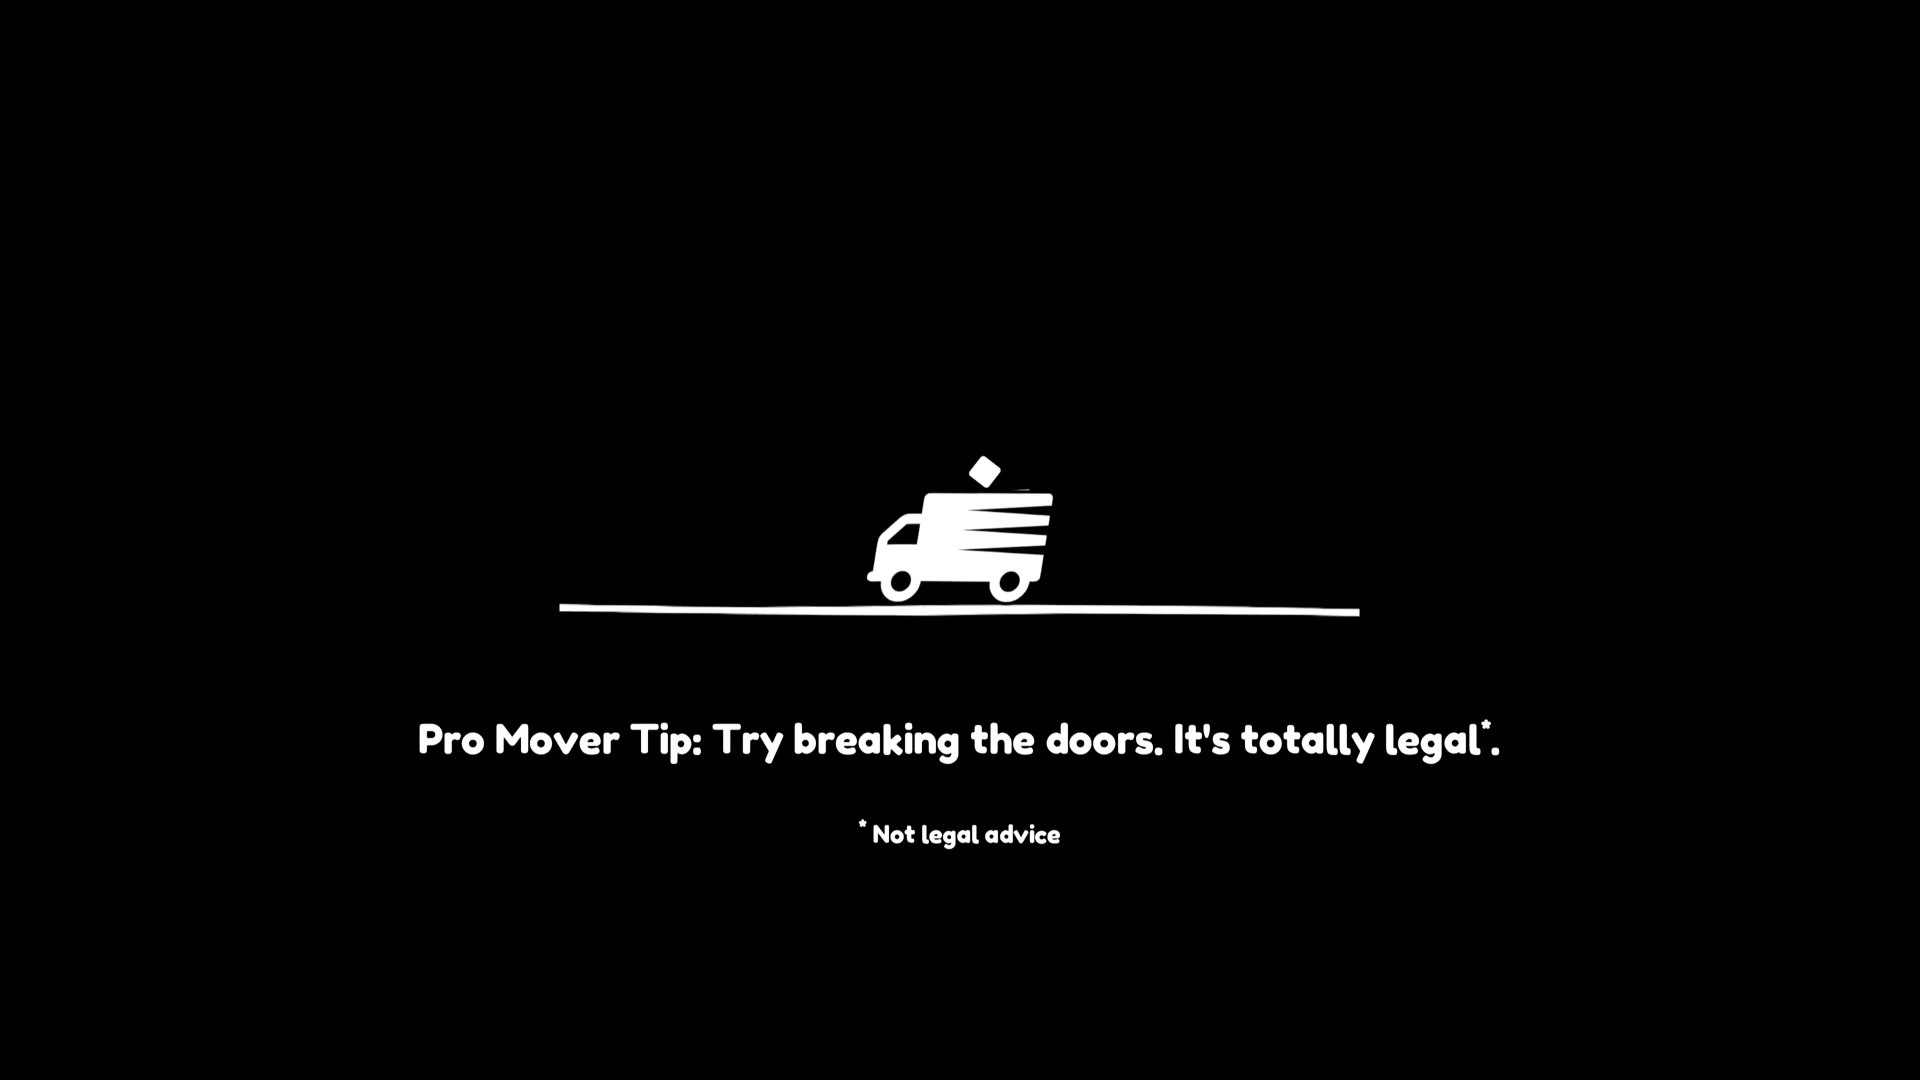 Pro Mover Tip: Try breaking the doors. It's totally legal*.
* Not legal advice